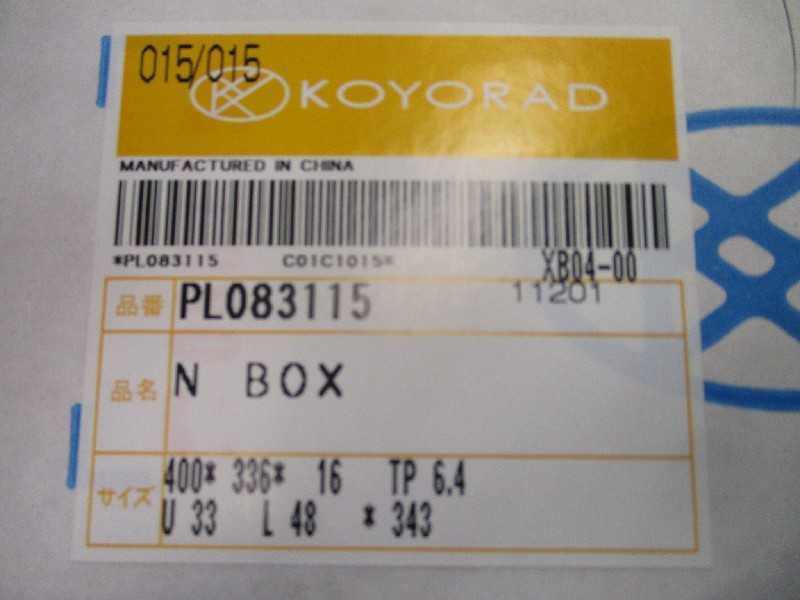 015/015
KOYORAD
MANUFACTURED IN CHINA
*PL083115 C01C1015*
XB04-00
11201
品番 PL083115
品名 N BOX
サイズ 400* 336* 16 TP 6.4
U 33 L 48 * 343